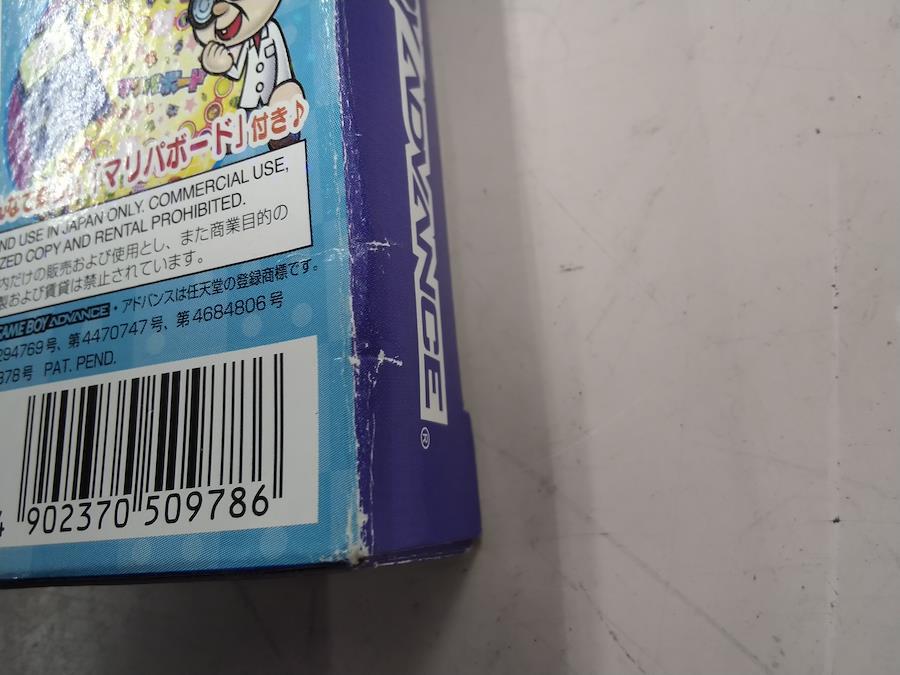 マリパボード
「マリパボード」付き♪
ND USE IN JAPAN ONLY. COMMERCIAL USE,
ZED COPY AND RENTAL PROHIBITED.
内だけの販売および使用とし、また商業目的の
製および賃貸は禁止されています。
GAME BOY ADVANCE・アドバンスは任天堂の登録商標です。
294769号、第4470747号、第4684806号
378号 PAT. PEND.
4 902370 509786
ADVANCE®